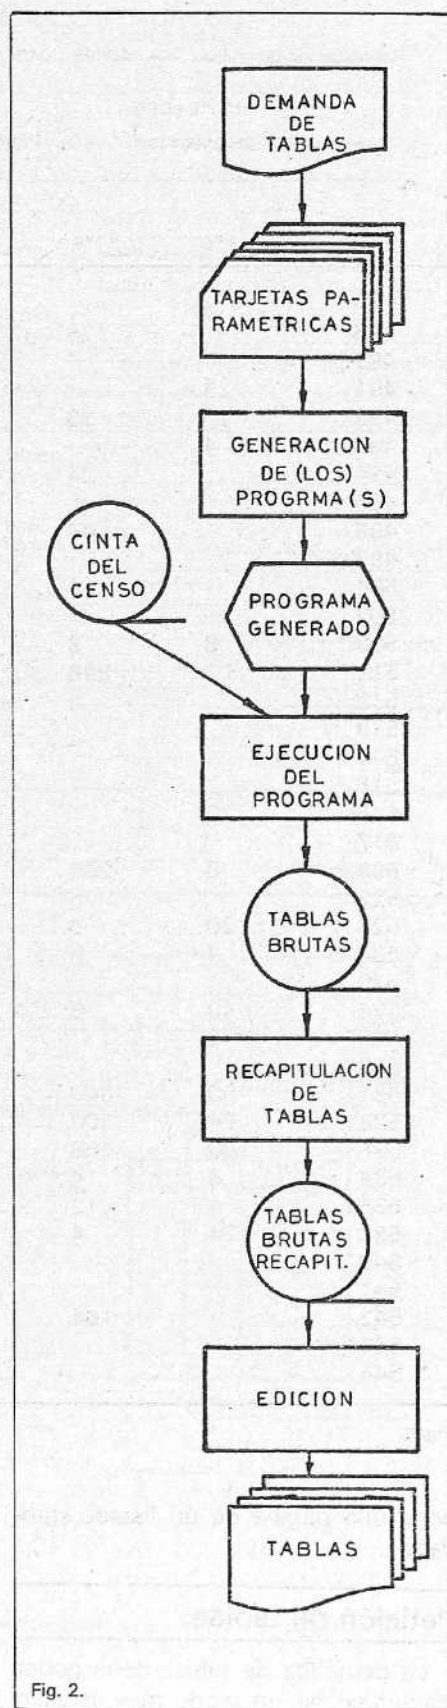 DEMANDA
DE
TABLAS
TARJETAS PA-
RAMETRICAS
GENERACION
DE (LOS)
PROGRMA(S)
CINTA
DEL
CENSO
PROGRAMA
GENERADO
EJECUCION
DEL
PROGRAMA
TABLAS
BRUTAS
RECAPITULACION
DE
TABLAS
TABLAS
BRUTAS
RECAPIT.
EDICION
TABLAS
Fig. 2.